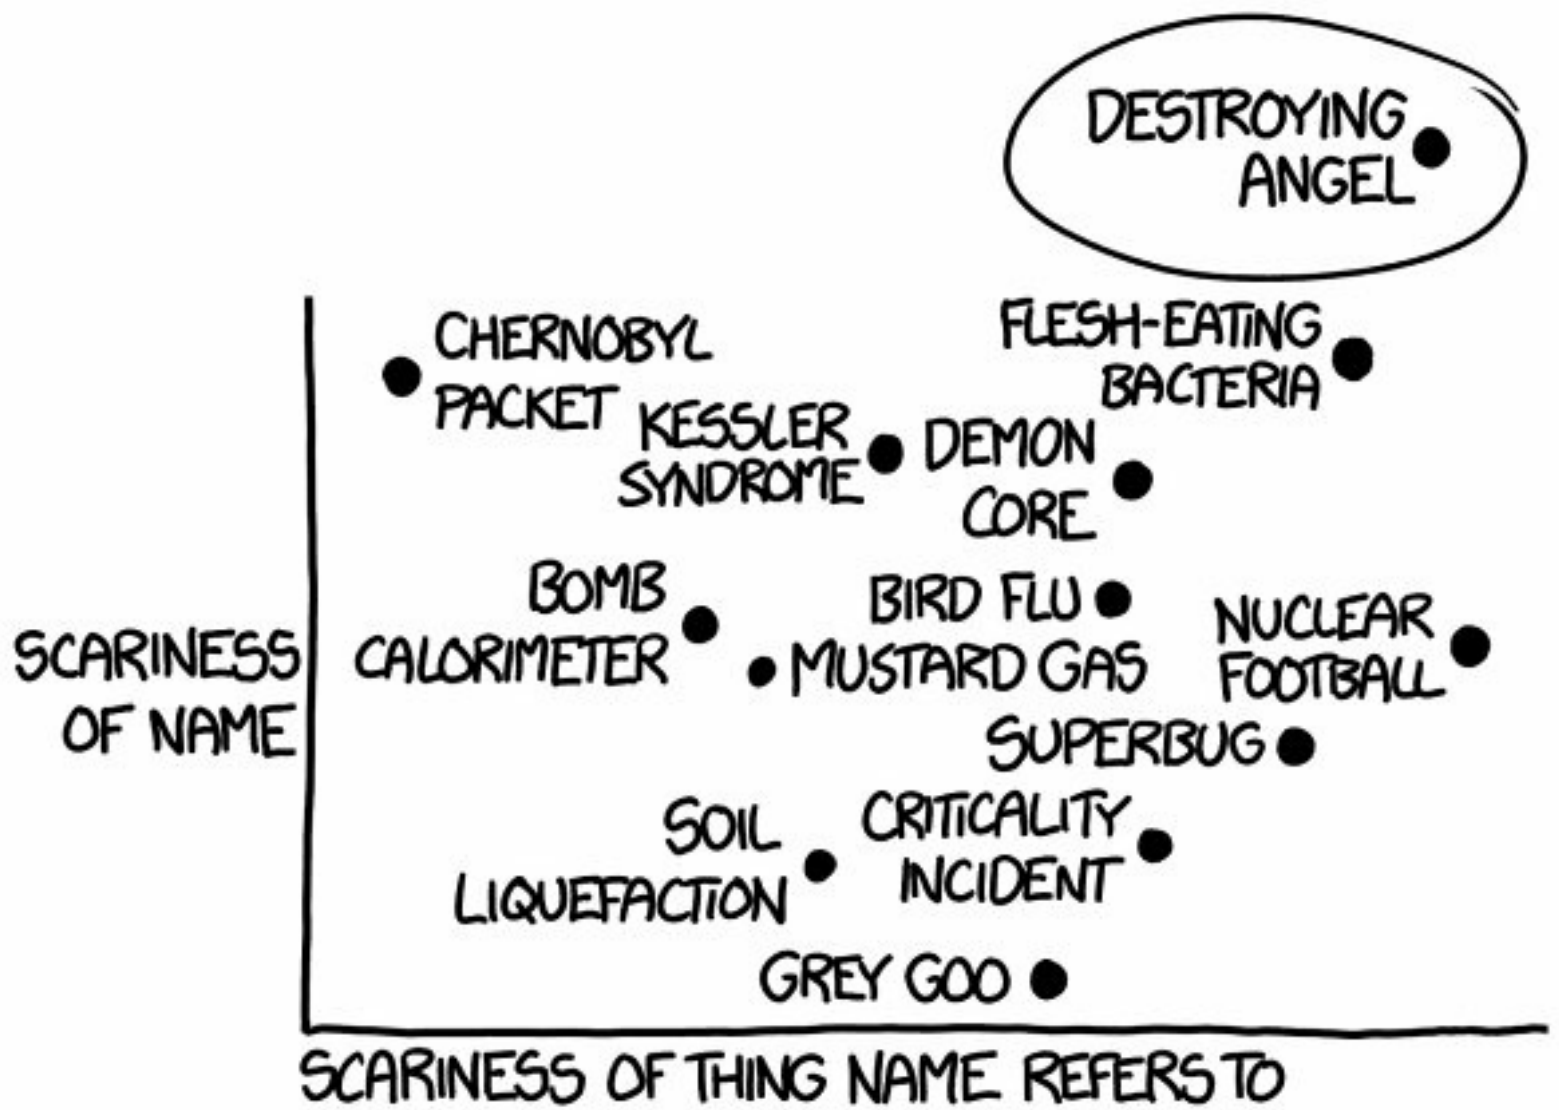 DESTROYING
ANGEL
CHERNOBYL
PACKET
FLESH-EATING
BACTERIA
KESSLER
SYNDROME
DEMON
CORE
BOMB
CALORIMETER
BIRD FLU
MUSTARD GAS
NUCLEAR
FOOTBALL
SUPERBUG
SCARINESS
OF NAME
SOIL
LIQUEFACTION
CRITICALITY
INCIDENT
GREY GOO
SCARINESS OF THING NAME REFERS TO